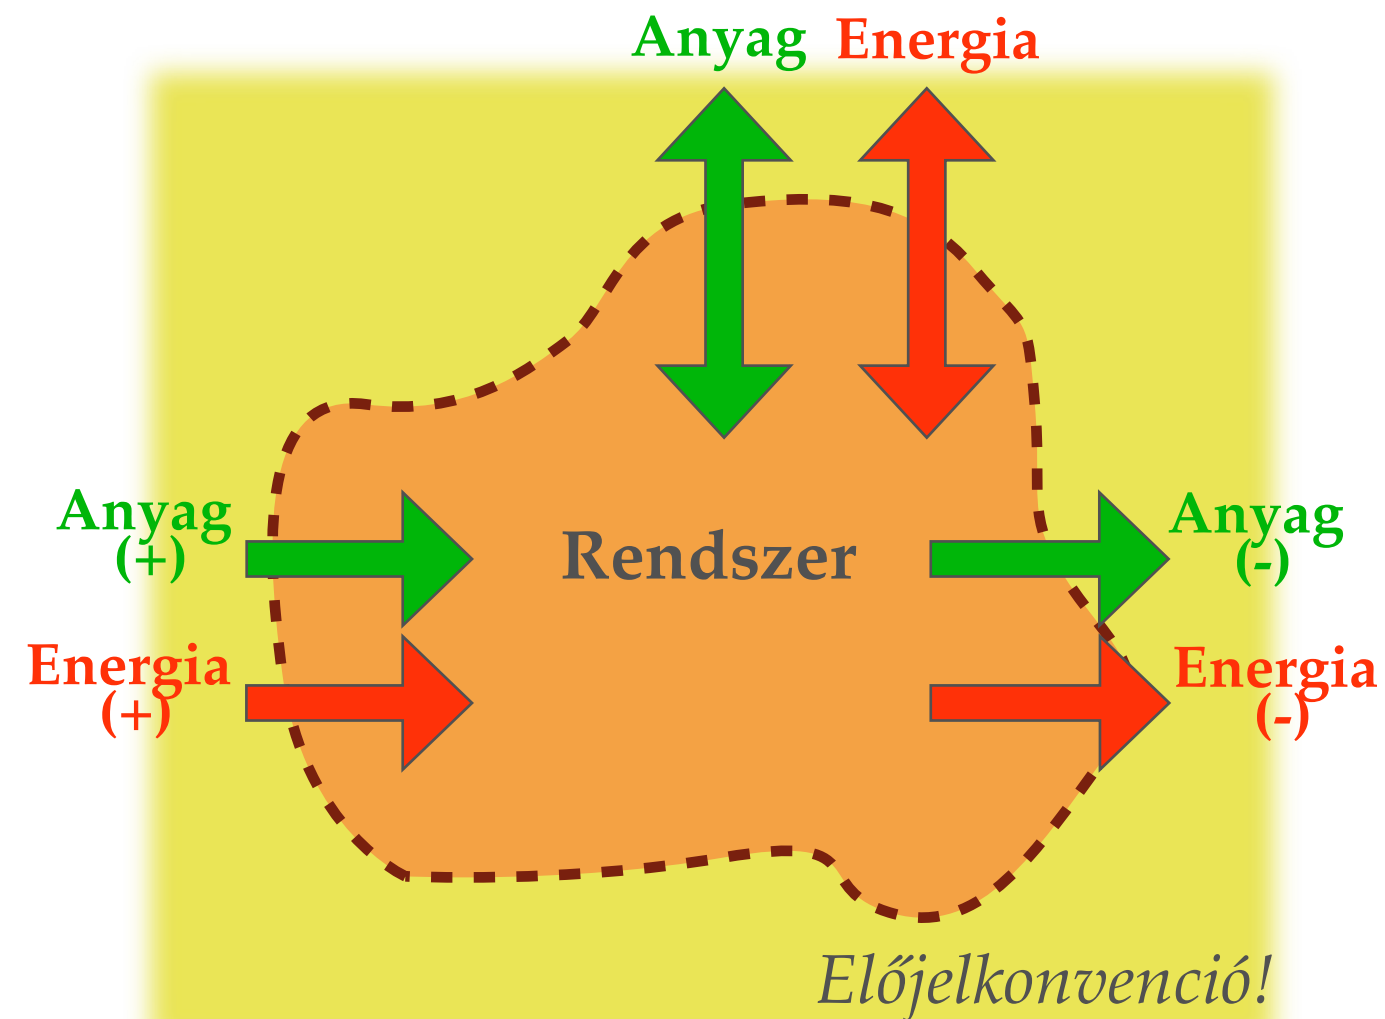 Anyag Energia
Anyag
(+)
Rendszer
Anyag
(-)
Energia
(+)
Energia
(-)
Előjelkonvenció!